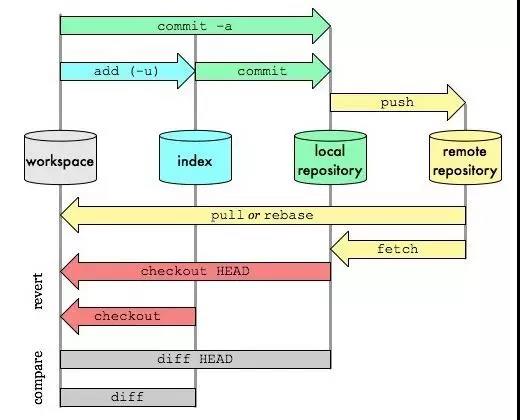 commit -a
add (-u)
commit
push
workspace
index
local
repository
remote
repository
pull or rebase
fetch
revert
checkout HEAD
checkout
compare
diff HEAD
diff